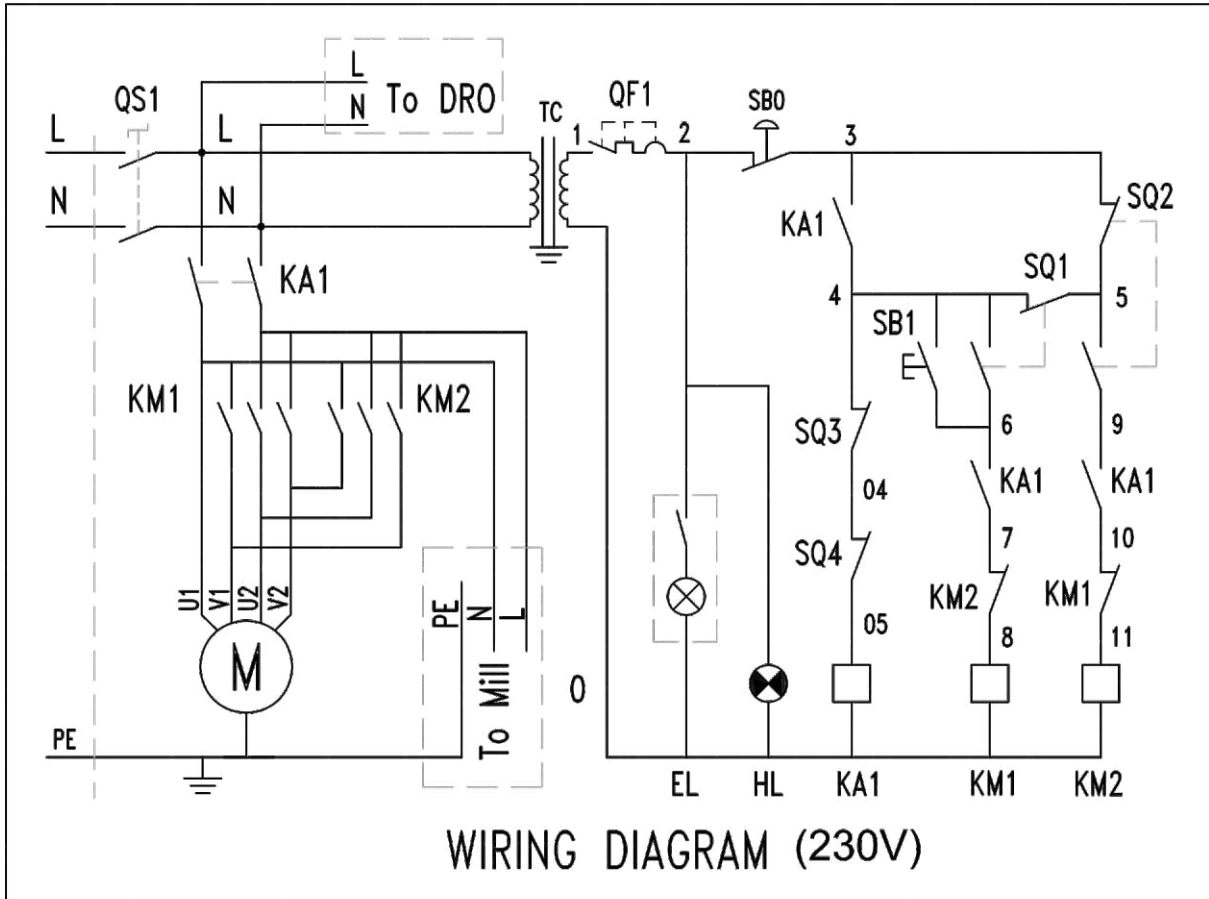 L
N
To DRO
QS1
TC
QF1
SB0
L
L
1
2
3
N
N
KA1
SQ2
KA1
SQ1
4
5
SB1
KM1
KM2
6
9
SQ3
04
KA1
KA1
SQ4
7
10
KM2
KM1
05
8
11
U1
V1
U2
V2
PE
N
L
M
To Mill
0
PE
EL
HL
KA1
KM1
KM2
WIRING DIAGRAM (230V)